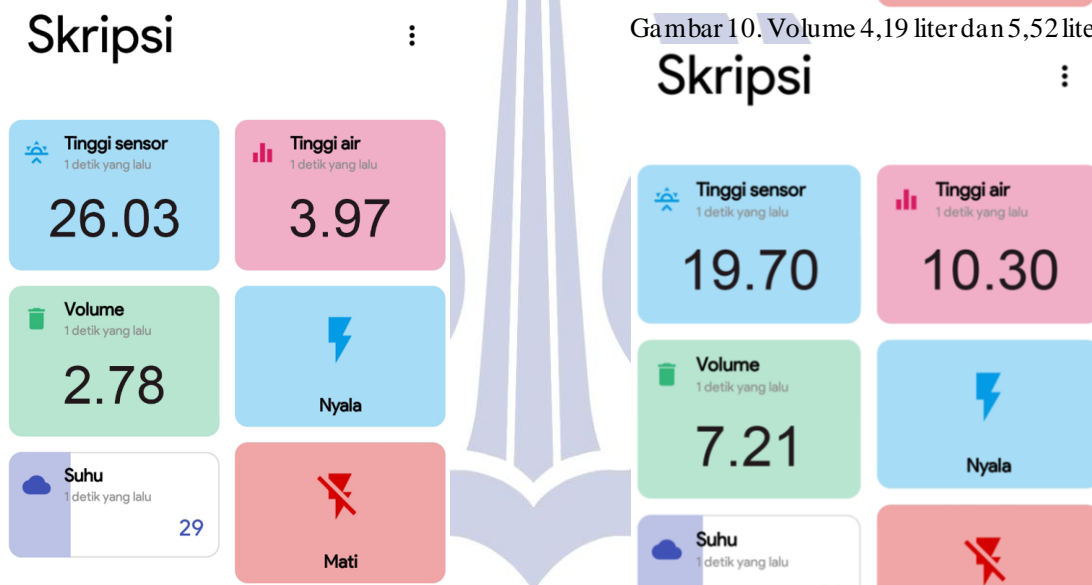 Skripsi
Tinggi sensor
1 detik yang lalu
26.03
Tinggi air
1 detik yang lalu
3.97
Volume
1 detik yang lalu
2.78
Nyala
Suhu
1 detik yang lalu
29
Mati
Gambar 10. Volume 4,19 liter dan 5,52 lite
Skripsi
Tinggi sensor
1 detik yang lalu
19.70
Tinggi air
1 detik yang lalu
10.30
Volume
1 detik yang lalu
7.21
Nyala
Suhu
1 detik yang lalu